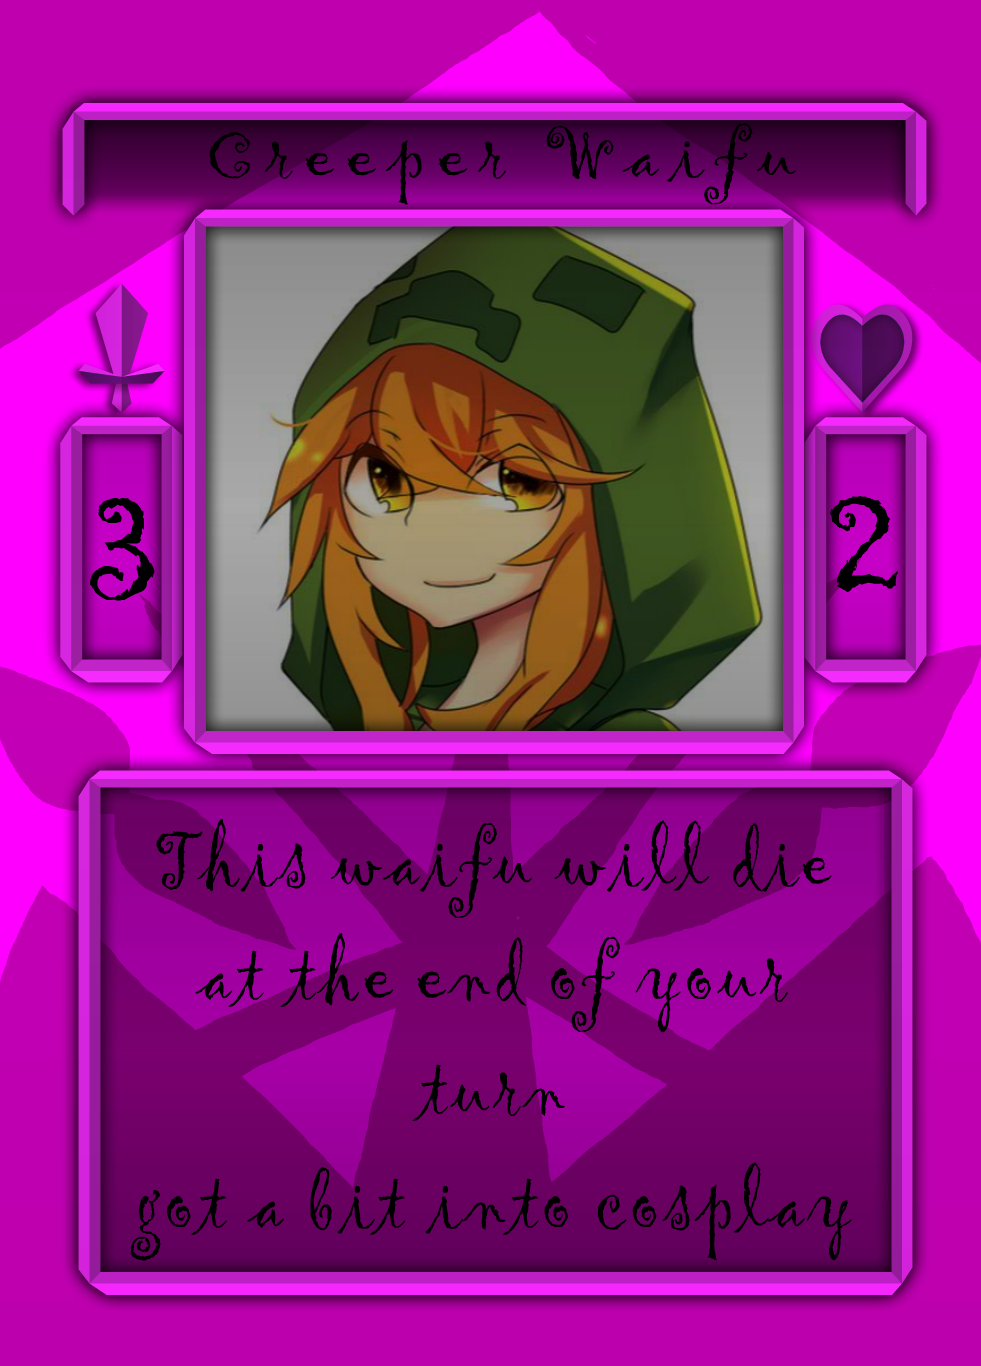 Creeper Waifu
3
2
This waifu will die
at the end of your
turn
got a bit into cosplay